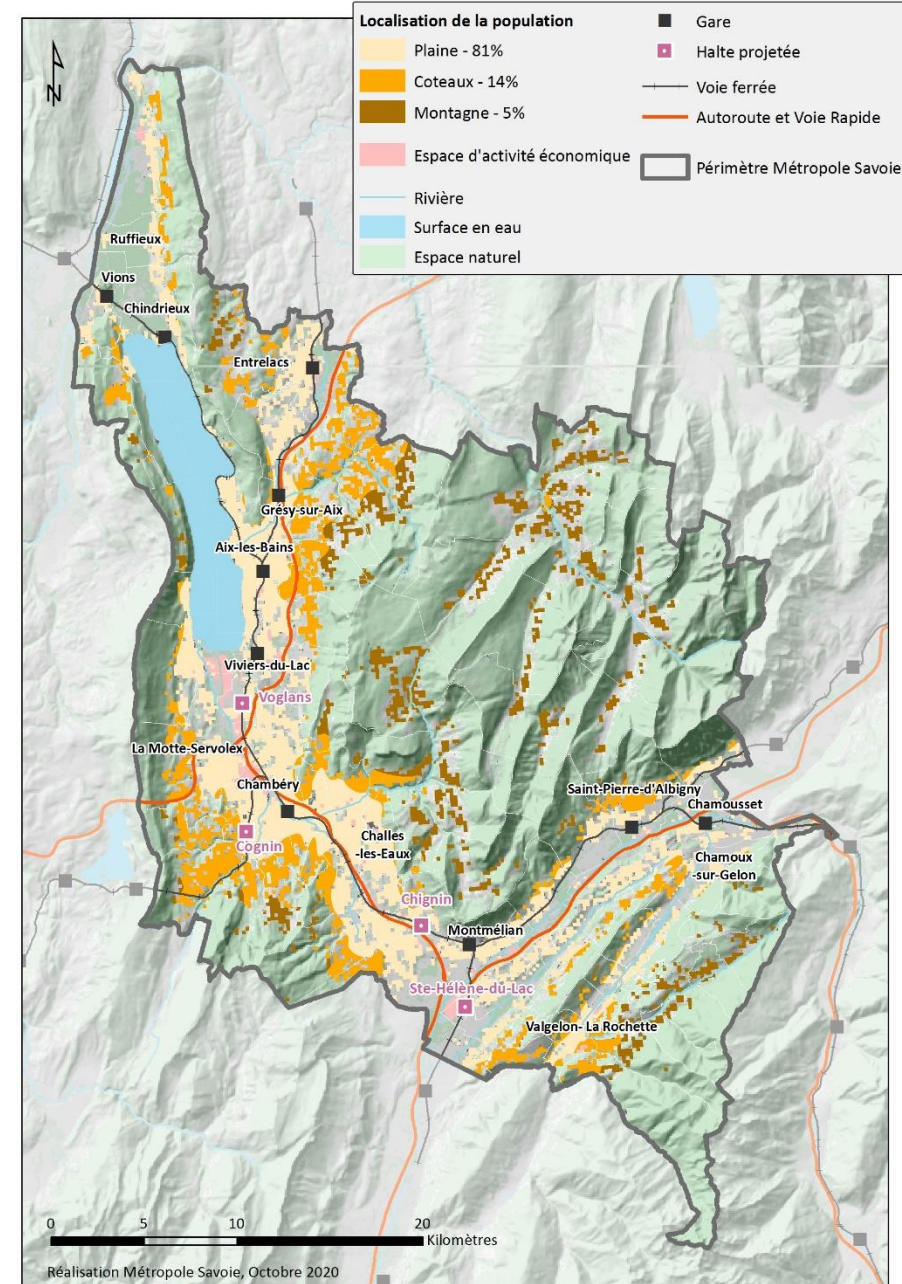 Localisation de la population
Plaine - 81%
Coteaux - 14%
Montagne - 5%
Espace d'activité économique
Rivière
Surface en eau
Espace naturel
Gare
Halte projetée
Voie ferrée
Autoroute et Voie Rapide
Périmètre Métropole Savoie
N
Ruffieux
Vions
Chindrieux
Entrelacs
Grésy-sur-Aix
Aix-les-Bains
Viviers-du-Lac
Voglans
La Motte-Servolex
Chambéry
Cognin
Challes
-les-Eaux
Saint-Pierre-d'Albigny
Chamousset
Chamoux
-sur-Gelon
Chignin
Montmélian
Ste-Hélène-du-Lac
Valgelon- La Rochette
0 5 10 20
Kilomètres
Réalisation Métropole Savoie, Octobre 2020